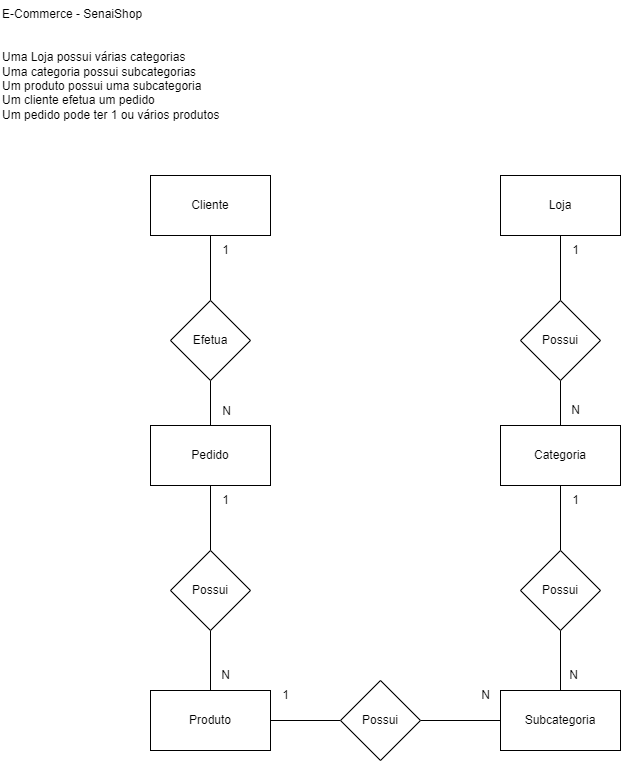 E-Commerce - SenaiShop
Uma Loja possui várias categorias
Uma categoria possui subcategorias
Um produto possui uma subcategoria
Um cliente efetua um pedido
Um pedido pode ter 1 ou vários produtos
Cliente
Loja
1
1
Efetua
Possui
N
N
Pedido
Categoria
1
1
Possui
Possui
N
N
1
N
Produto
Possui
Subcategoria